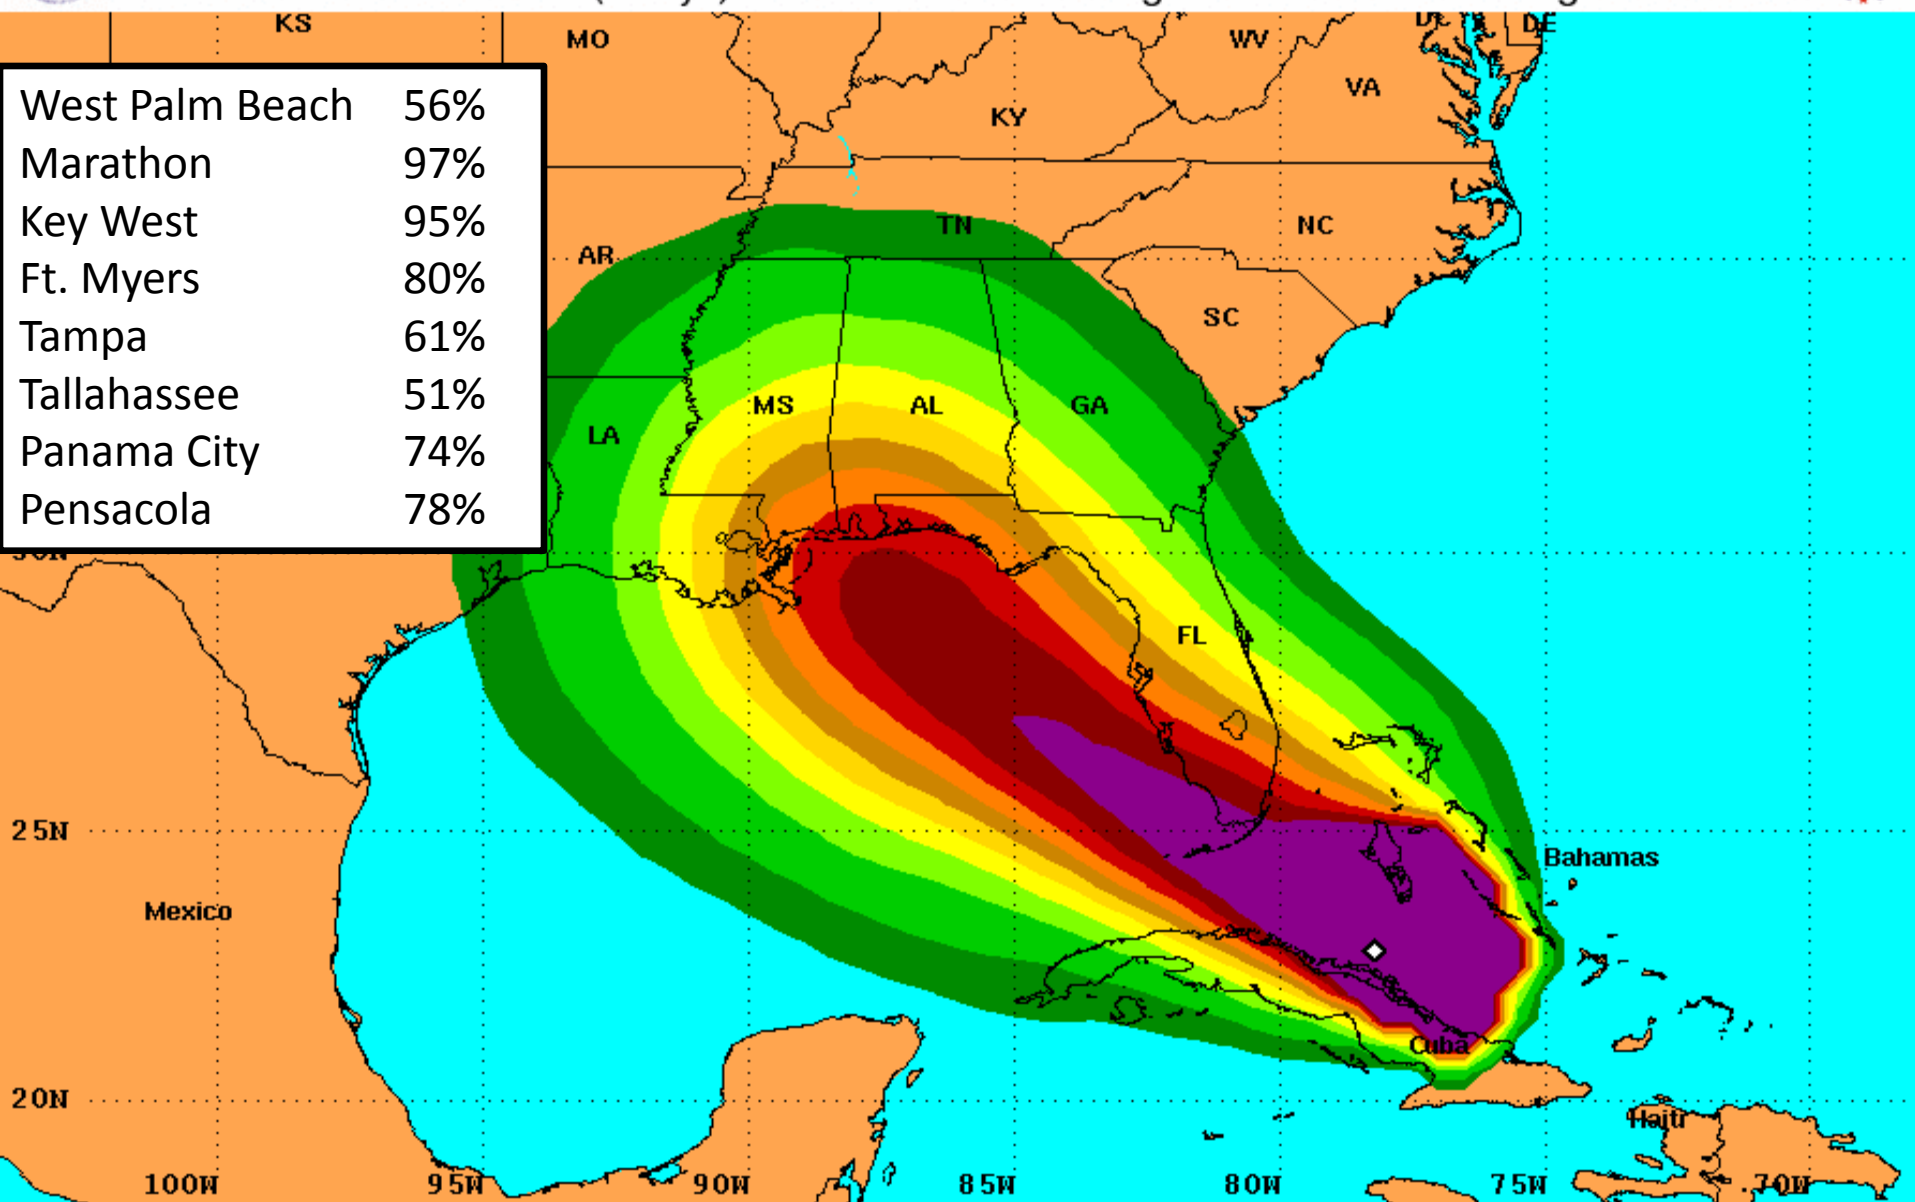 KS
MO
WV
DE
VA
KY
West Palm Beach 56%
Marathon 97%
Key West 95%
Ft. Myers 80%
Tampa 61%
Tallahassee 51%
Panama City 74%
Pensacola 78%
TN
NC
AR
SC
MS
AL
GA
LA
FL
30N
25N
Bahamas
Mexico
Cuba
20N
Haiti
100W 95W 90W 85W 80W 75W 70W